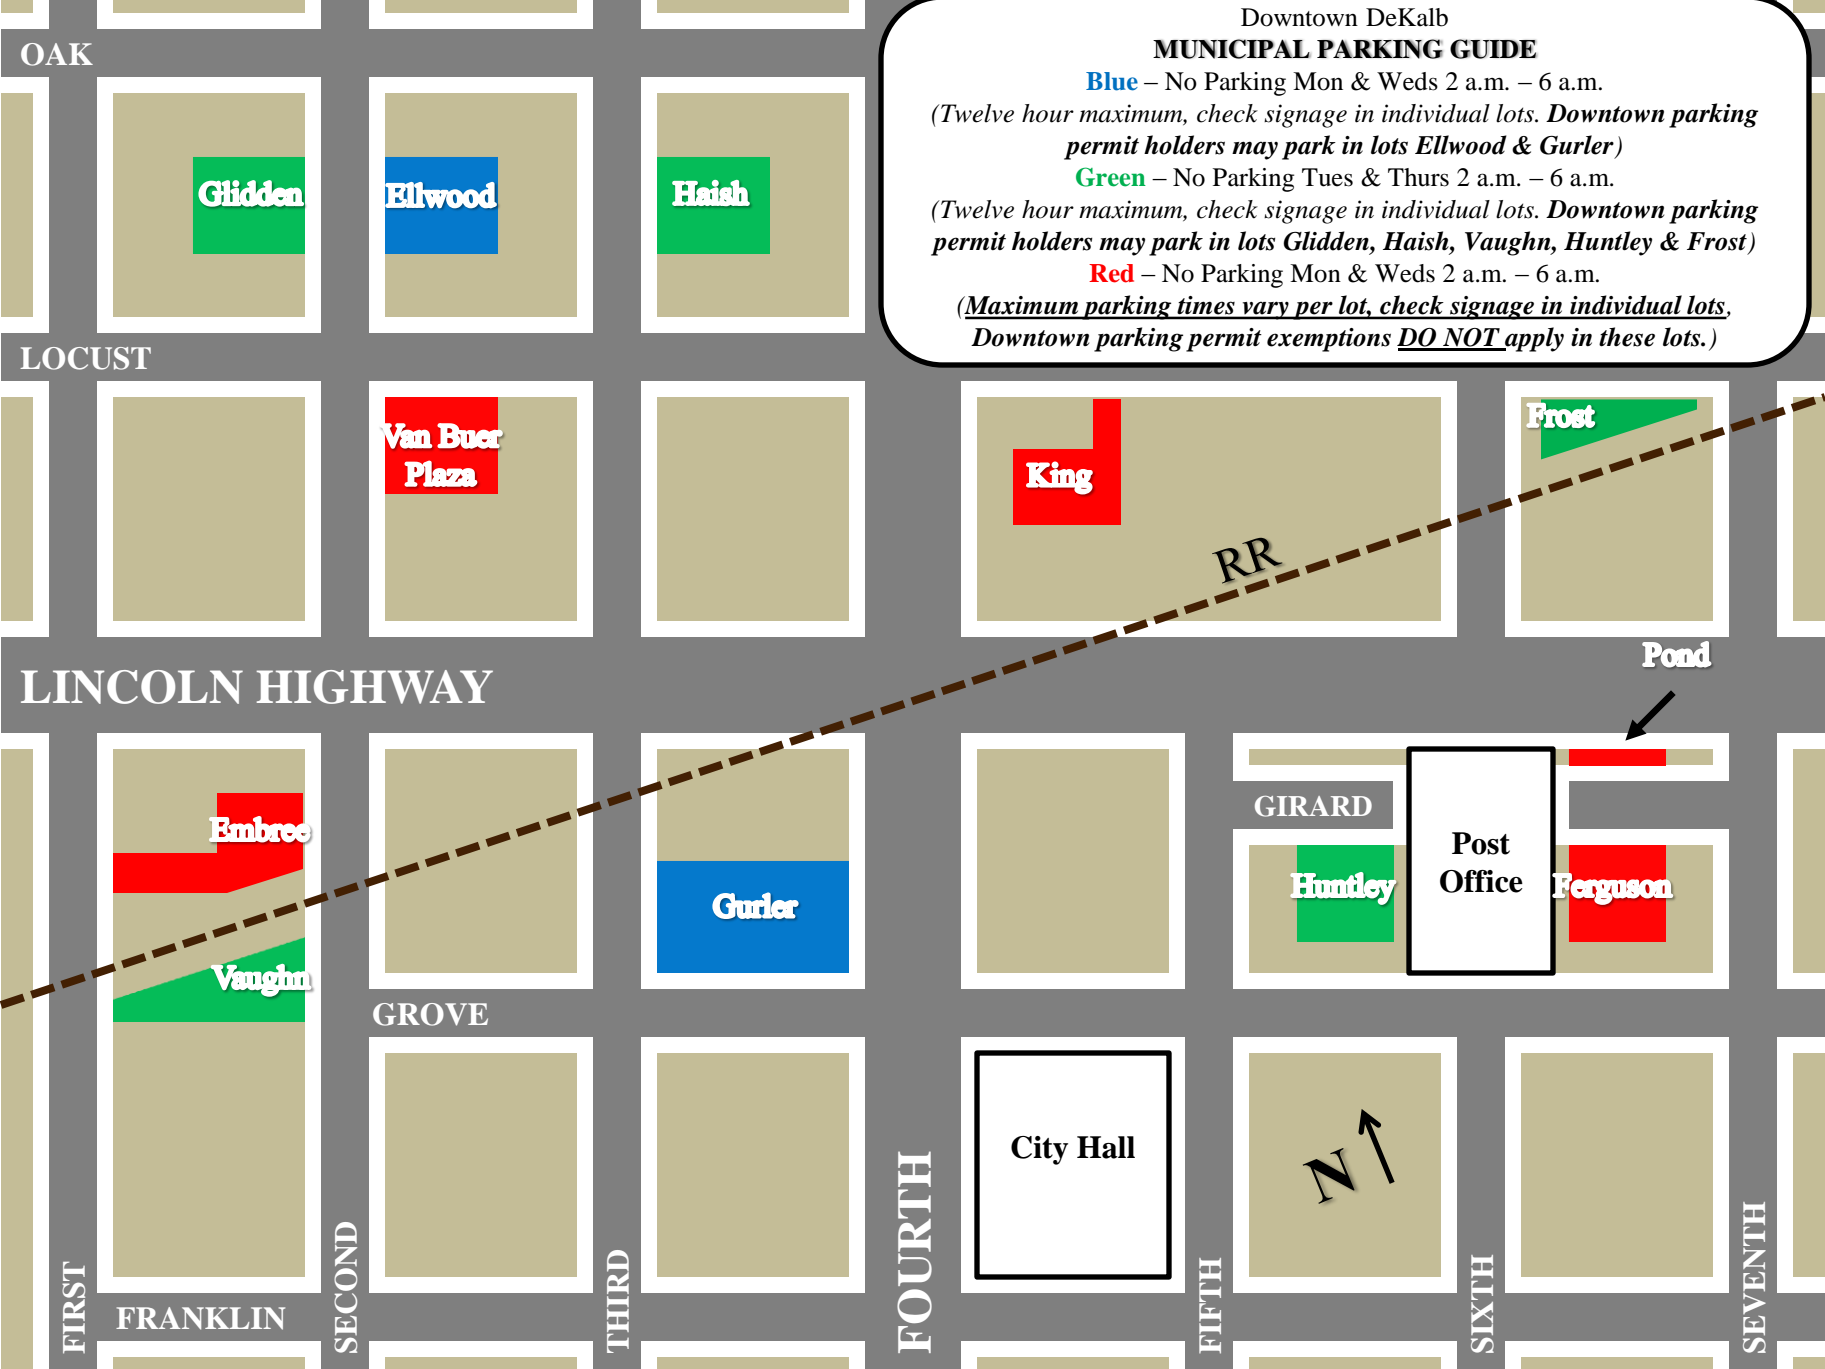 Downtown DeKalb
MUNICIPAL PARKING GUIDE
Blue – No Parking Mon & Weds 2 a.m. – 6 a.m.
(Twelve hour maximum, check signage in individual lots. Downtown parking
permit holders may park in lots Ellwood & Gurler)
Green – No Parking Tues & Thurs 2 a.m. – 6 a.m.
(Twelve hour maximum, check signage in individual lots. Downtown parking
permit holders may park in lots Glidden, Haish, Vaughn, Huntley & Frost)
Red – No Parking Mon & Weds 2 a.m. – 6 a.m.
(Maximum parking times vary per lot, check signage in individual lots,
Downtown parking permit exemptions DO NOT apply in these lots.)
OAK
Glidden
Ellwood
Haish
LOCUST
Van Buer
Plaza
King
Frost
RR
Pond
LINCOLN HIGHWAY
Embree
GIRARD
Post
Office
Huntley
Ferguson
Gurler
Vaughn
GROVE
City Hall
N
FIRST
FRANKLIN
SECOND
THIRD
FOURTH
FIFTH
SIXTH
SEVENTH